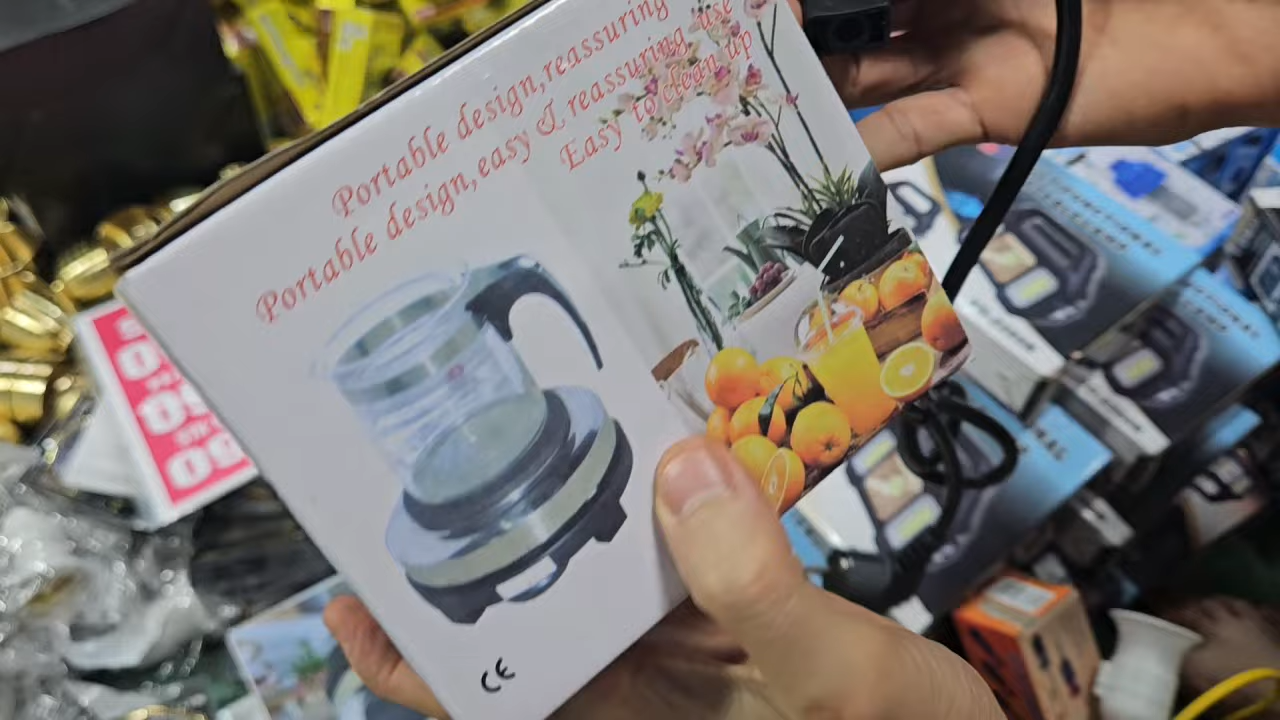 Portable design, reassuring
Portable design, easy & reassuring use
Easy to clean up
CE